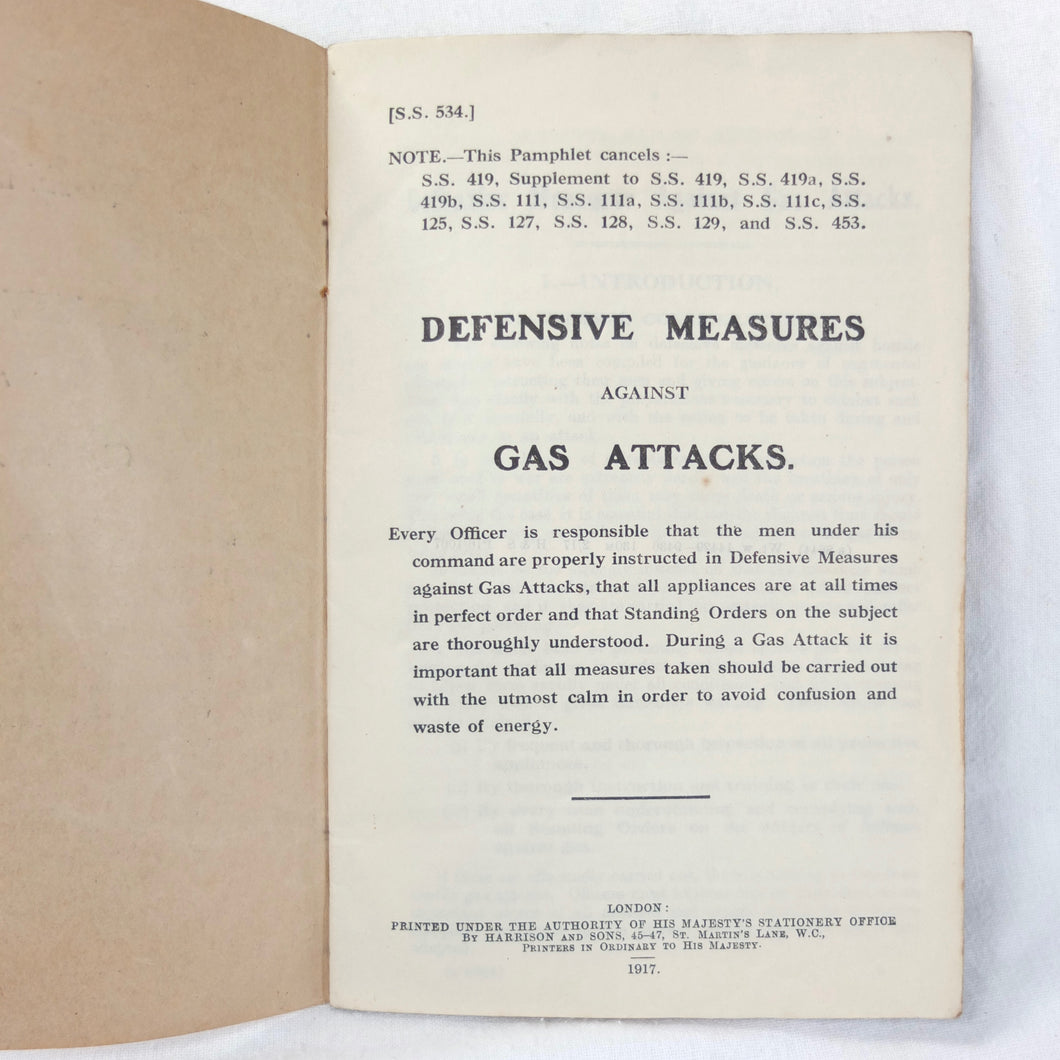 [S.S. 534.]
NOTE.—This Pamphlet cancels :—
S.S. 419, Supplement to S.S. 419, S.S. 419a, S.S.
419b, S.S. 111, S.S. 111a, S.S. 111b, S.S. 111c, S.S.
125, S.S. 127, S.S. 128, S.S. 129, and S.S. 453.
DEFENSIVE MEASURES
AGAINST
GAS ATTACKS.
Every Officer is responsible that the men under his
command are properly instructed in Defensive Measures
against Gas Attacks, that all appliances are at all times
in perfect order and that Standing Orders on the subject
are thoroughly understood. During a Gas Attack it is
important that all measures taken should be carried out
with the utmost calm in order to avoid confusion and
waste of energy.
LONDON:
PRINTED UNDER THE AUTHORITY OF HIS MAJESTY'S STATIONERY OFFICE
BY HARRISON AND SONS, 45-47, ST. MARTIN'S LANE, W.C.,
PRINTERS IN ORDINARY TO HIS MAJESTY.
1917.